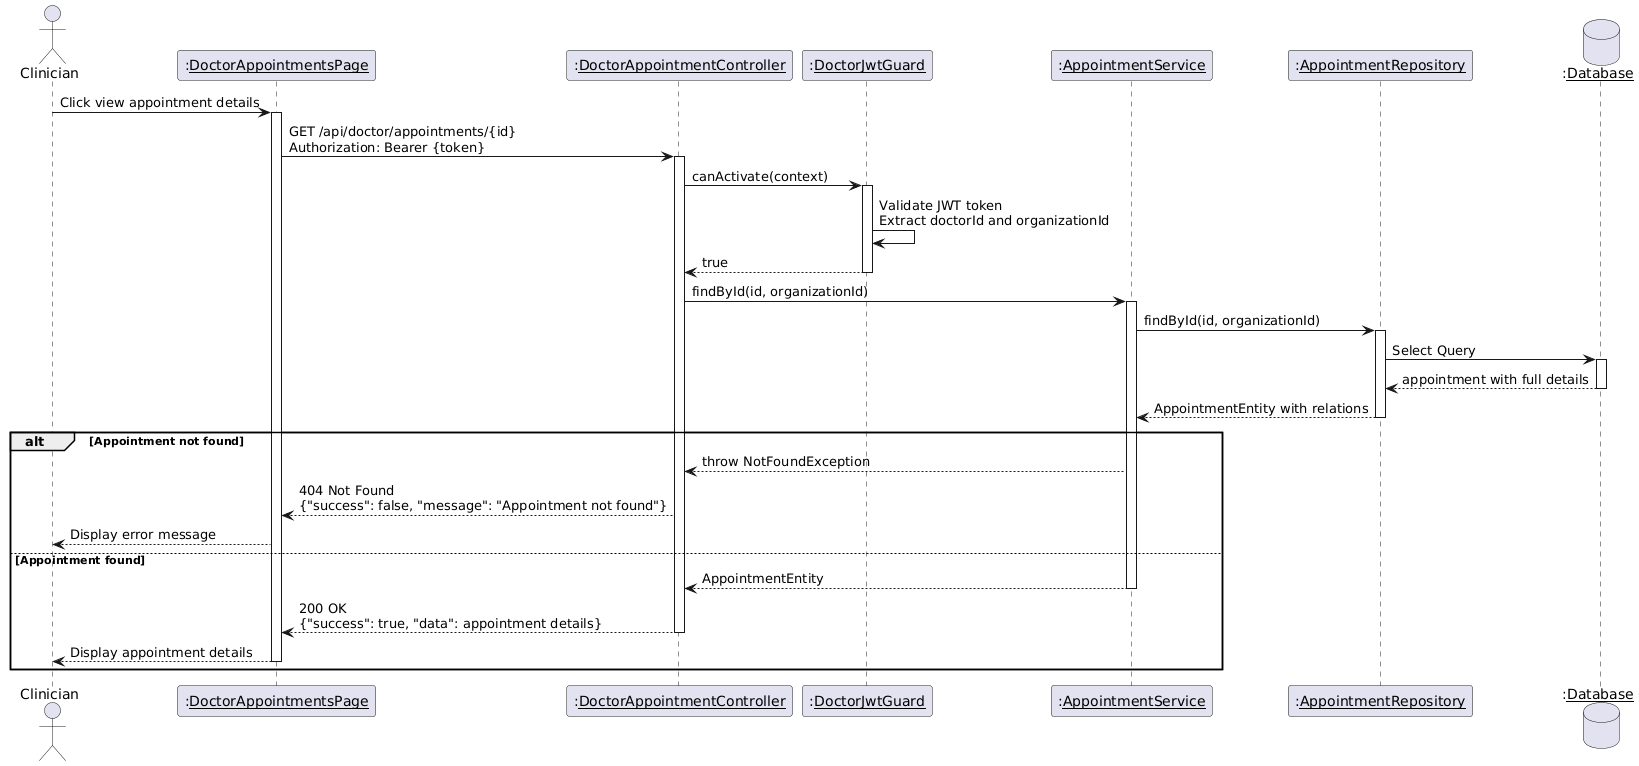 Clinician
:DoctorAppointmentsPage
:DoctorAppointmentController
:DoctorJwtGuard
:AppointmentService
:AppointmentRepository
:Database
Click view appointment details
GET /api/doctor/appointments/{id}
Authorization: Bearer {token}
canActivate(context)
Validate JWT token
Extract doctorId and organizationId
true
findById(id, organizationId)
findById(id, organizationId)
Select Query
appointment with full details
AppointmentEntity with relations
alt
[Appointment not found]
throw NotFoundException
404 Not Found
{"success": false, "message": "Appointment not found"}
Display error message
[Appointment found]
AppointmentEntity
200 OK
{"success": true, "data": appointment details}
Display appointment details
Clinician
:DoctorAppointmentsPage
:DoctorAppointmentController
:DoctorJwtGuard
:AppointmentService
:AppointmentRepository
:Database